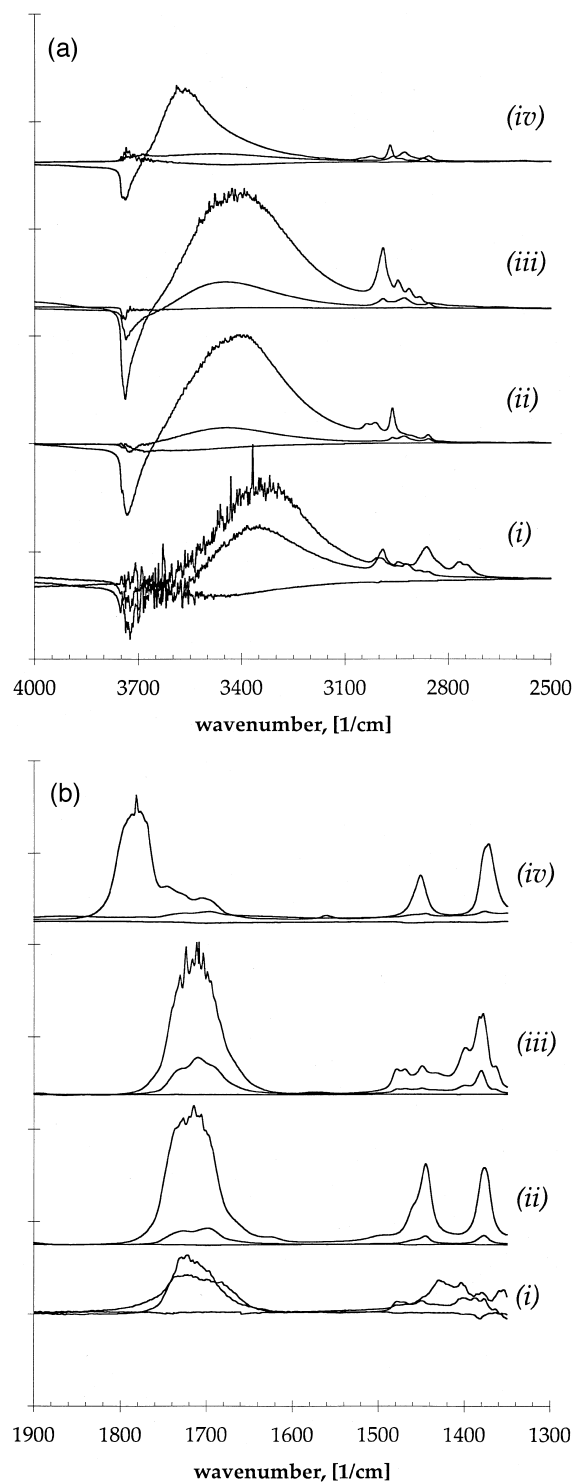 (a)
(iv)
(iii)
(ii)
(i)
4000 3700 3400 3100 2800 2500
wavenumber, [1/cm]
(b)
(iv)
(iii)
(ii)
(i)
1900 1800 1700 1600 1500 1400 1300
wavenumber, [1/cm]